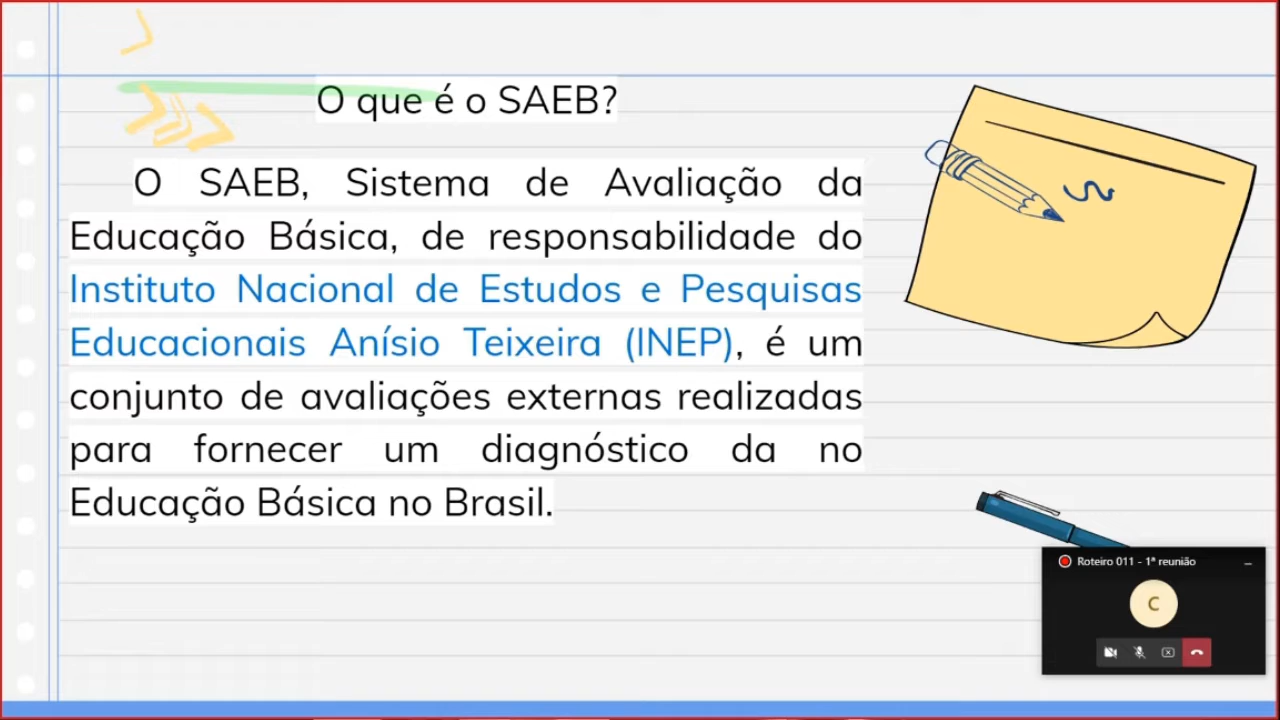 O que é o SAEB?
O SAEB, Sistema de Avaliação da
Educação Básica, de responsabilidade do
Instituto Nacional de Estudos e Pesquisas
Educacionais Anísio Teixeira (INEP), é um
conjunto de avaliações externas realizadas
para fornecer um diagnóstico da no
Educação Básica no Brasil.
Roteiro 011 - 1ª reunião
C